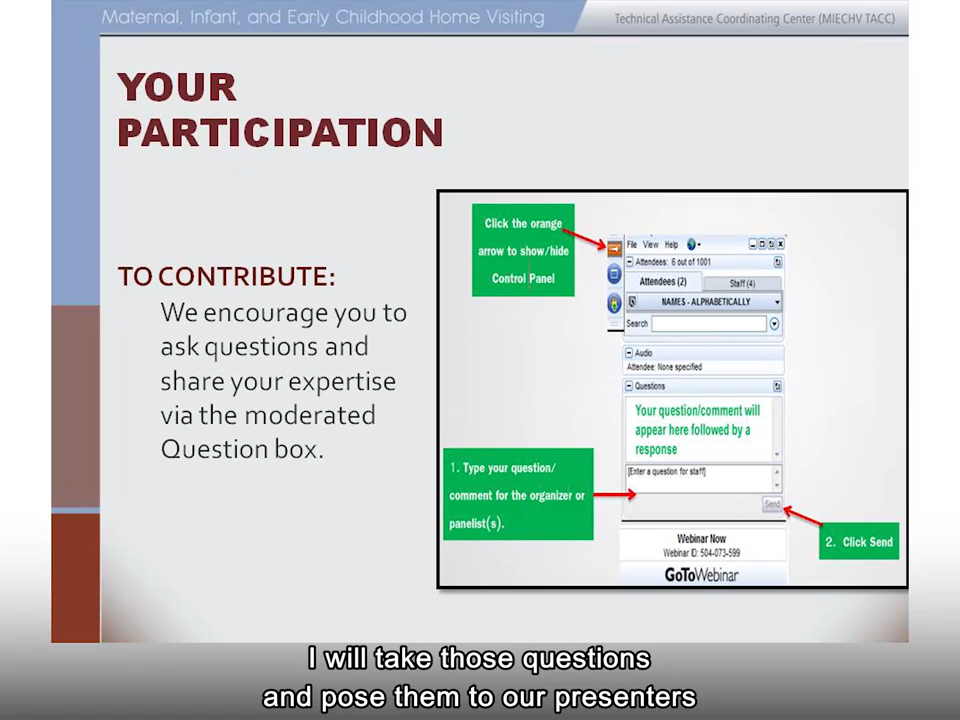 Maternal, Infant, and Early Childhood Home Visiting
Technical Assistance Coordinating Center (MIECHV TACC)
YOUR
PARTICIPATION
TO CONTRIBUTE:
We encourage you to
ask questions and
share your expertise
via the moderated
Question box.
Click the orange
arrow to show/hide
Control Panel
File View Help
Attendees: 6 out of 1001
Attendees (2)
Staff (4)
NAMES - ALPHABETICALLY
Search
Audio
Attendee: None specified
Questions
Your question/comment will
appear here followed by a
response
[Enter a question for staff]
Send
1. Type your question/
comment for the organizer or
panelist(s).
2. Click Send
Webinar Now
Webinar ID: 504-073-599
GoToWebinar
I will take those questions
and pose them to our presenters